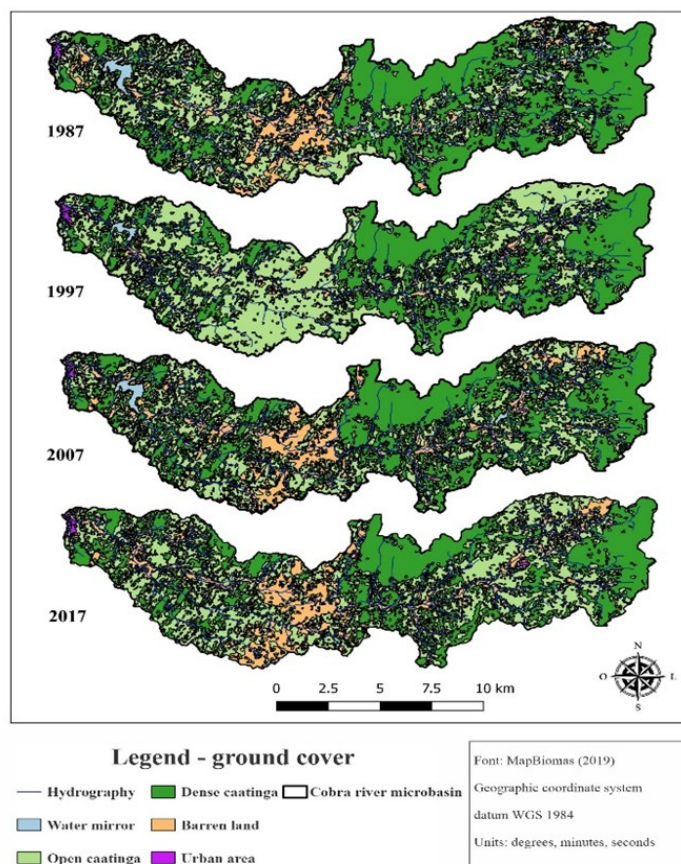 1987
1997
2007
2017
N
O L
S
0 2.5 5 7.5 10 km
Legend - ground cover
Hydrography Dense caatinga Cobra river microbasin
Water mirror Barren land
Open caatinga Urban area
Font: MapBiomas (2019)
Geographic coordinate system
datum WGS 1984
Units: degrees, minutes, seconds